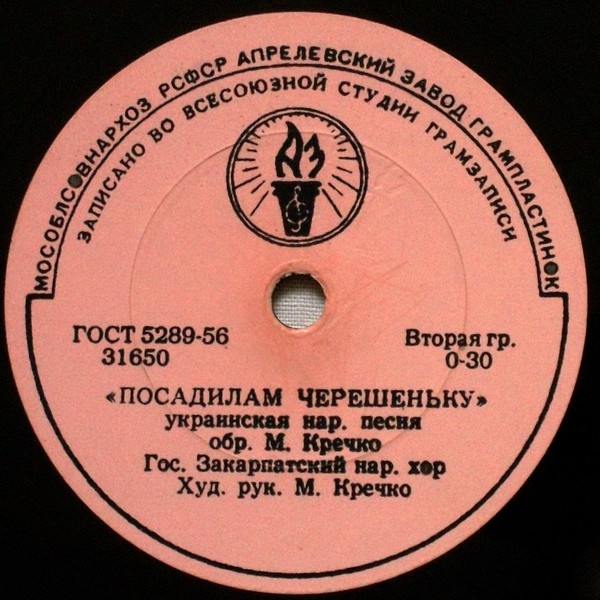 МОСОБЛСОВНАРХОЗ РСФСР АПРЕЛЕВСКИЙ ЗАВОД ГРАМПЛАСТИНОК
ЗАПИСАНО ВО ВСЕСОЮЗНОЙ СТУДИИ ГРАМЗАПИСИ
АЗ
ГОСТ 5289-56
31650
Вторая гр.
0-30
«ПОСАДИЛАМ ЧЕРЕШЕНЬКУ»
украинская нар. песня
обр. М. Кречко
Гос. Закарпатский нар. хор
Худ. рук. М. Кречко